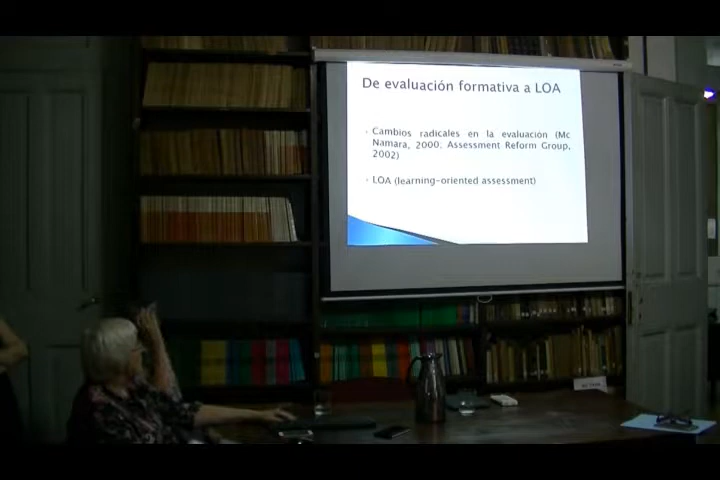 De evaluación formativa a LOA
Cambios radicales en la evaluación (Mc
Namara, 2000; Assessment Reform Group,
2002)
LOA (learning-oriented assessment)